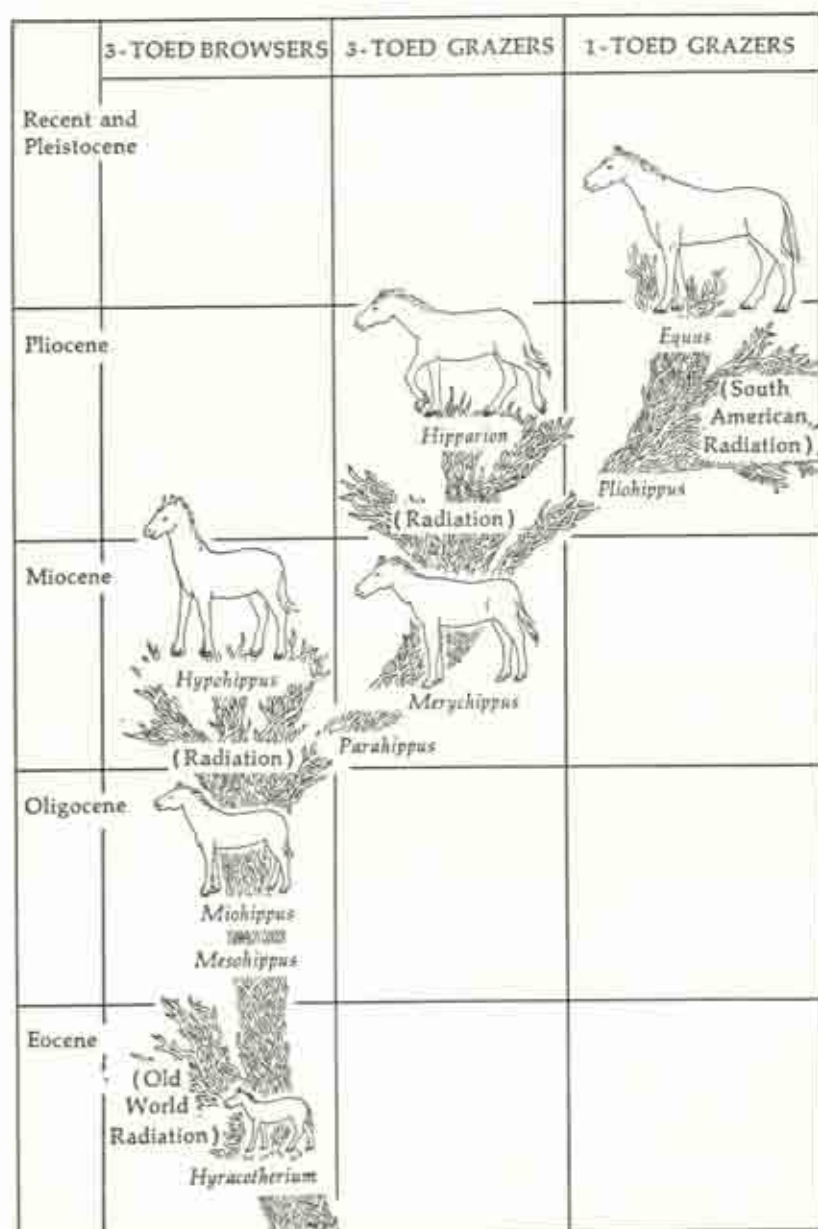 3-TOED BROWSERS
3-TOED GRAZERS
1-TOED GRAZERS
Recent and
Pleistocene
Equus
Pliocene
(South
American
Radiation)
Hipparion
Pliohippus
(Radiation)
Miocene
Hypohippus
Merychippus
(Radiation)
Parahippus
Oligocene
Miohippus
Mesohippus
Eocene
(Old
World
Radiation)
Hyracotherium